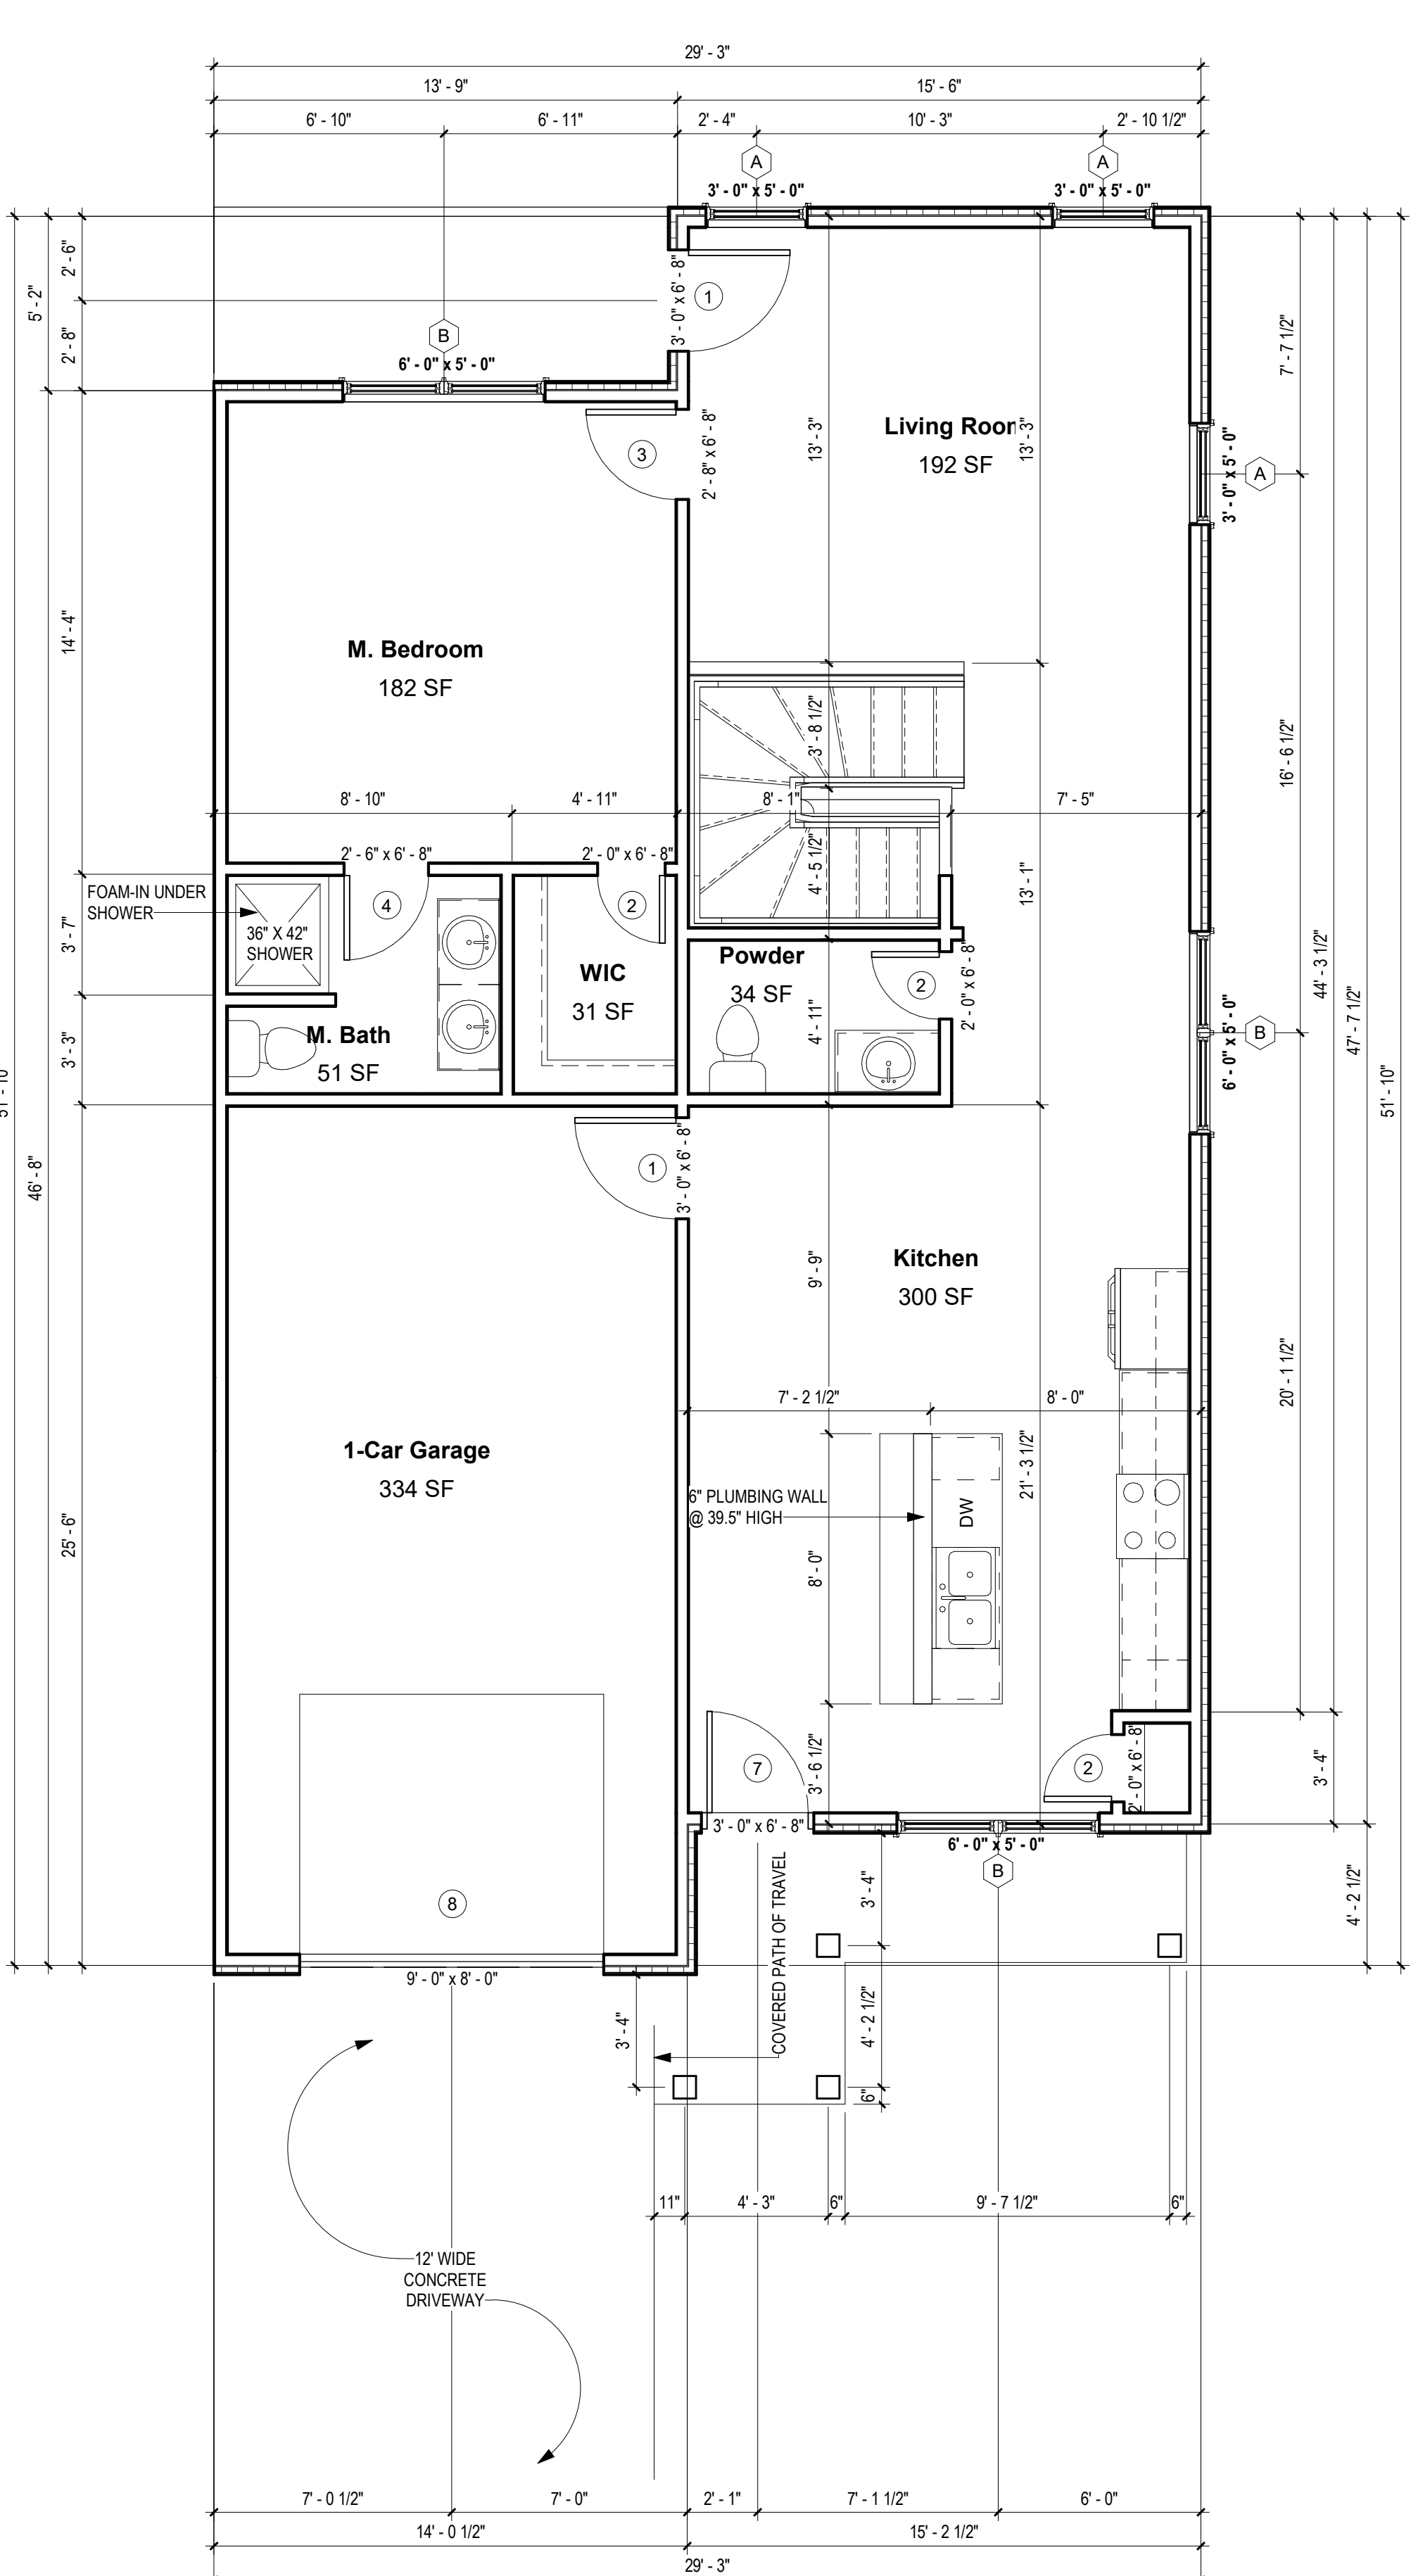 29' - 3"
13' - 9"
15' - 6"
6' - 10"
6' - 11"
2' - 4"
10' - 3"
2' - 10 1/2"
A
A
3' - 0" x 5' - 0"
3' - 0" x 5' - 0"
2' - 6"
5' - 2"
2' - 8"
3' - 0" x 6' - 8"
1
B
6' - 0" x 5' - 0"
7' - 7 1/2"
3
2' - 8" x 6' - 8"
13' - 3"
Living Room
192 SF
13' - 3"
3' - 0" x 5' - 0"
A
14' - 4"
M. Bedroom
182 SF
3' - 8 1/2"
16' - 6 1/2"
8' - 10"
4' - 11"
8' - 1"
7' - 5"
2' - 6" x 6' - 8"
2' - 0" x 6' - 8"
4' - 5 1/2"
13' - 1"
FOAM-IN UNDER
SHOWER
4
2
3' - 7"
36" X 42"
SHOWER
WIC
31 SF
Powder
34 SF
2
2' - 0" x 6' - 8"
44' - 3 1/2"
47' - 7 1/2"
M. Bath
51 SF
3' - 3"
4' - 11"
6' - 0" x 5' - 0"
B
51' - 10"
51' - 10"
46' - 8"
1
3' - 0" x 6' - 8"
Kitchen
300 SF
9' - 9"
20' - 1 1/2"
7' - 2 1/2"
8' - 0"
1-Car Garage
334 SF
21' - 3 1/2"
6" PLUMBING WALL
@ 39.5" HIGH
DW
25' - 6"
8' - 0"
7
3' - 6 1/2"
2
2' - 0" x 6' - 8"
3' - 4"
3' - 0" x 6' - 8"
6' - 0" x 5' - 0"
B
8
COVERED PATH OF TRAVEL
3' - 4"
4' - 2 1/2"
9' - 0" x 8' - 0"
3' - 4"
4' - 2 1/2"
6"
11"
4' - 3"
6"
9' - 7 1/2"
6"
12' WIDE
CONCRETE
DRIVEWAY
7' - 0 1/2"
7' - 0"
2' - 1"
7' - 1 1/2"
6' - 0"
14' - 0 1/2"
15' - 2 1/2"
29' - 3"